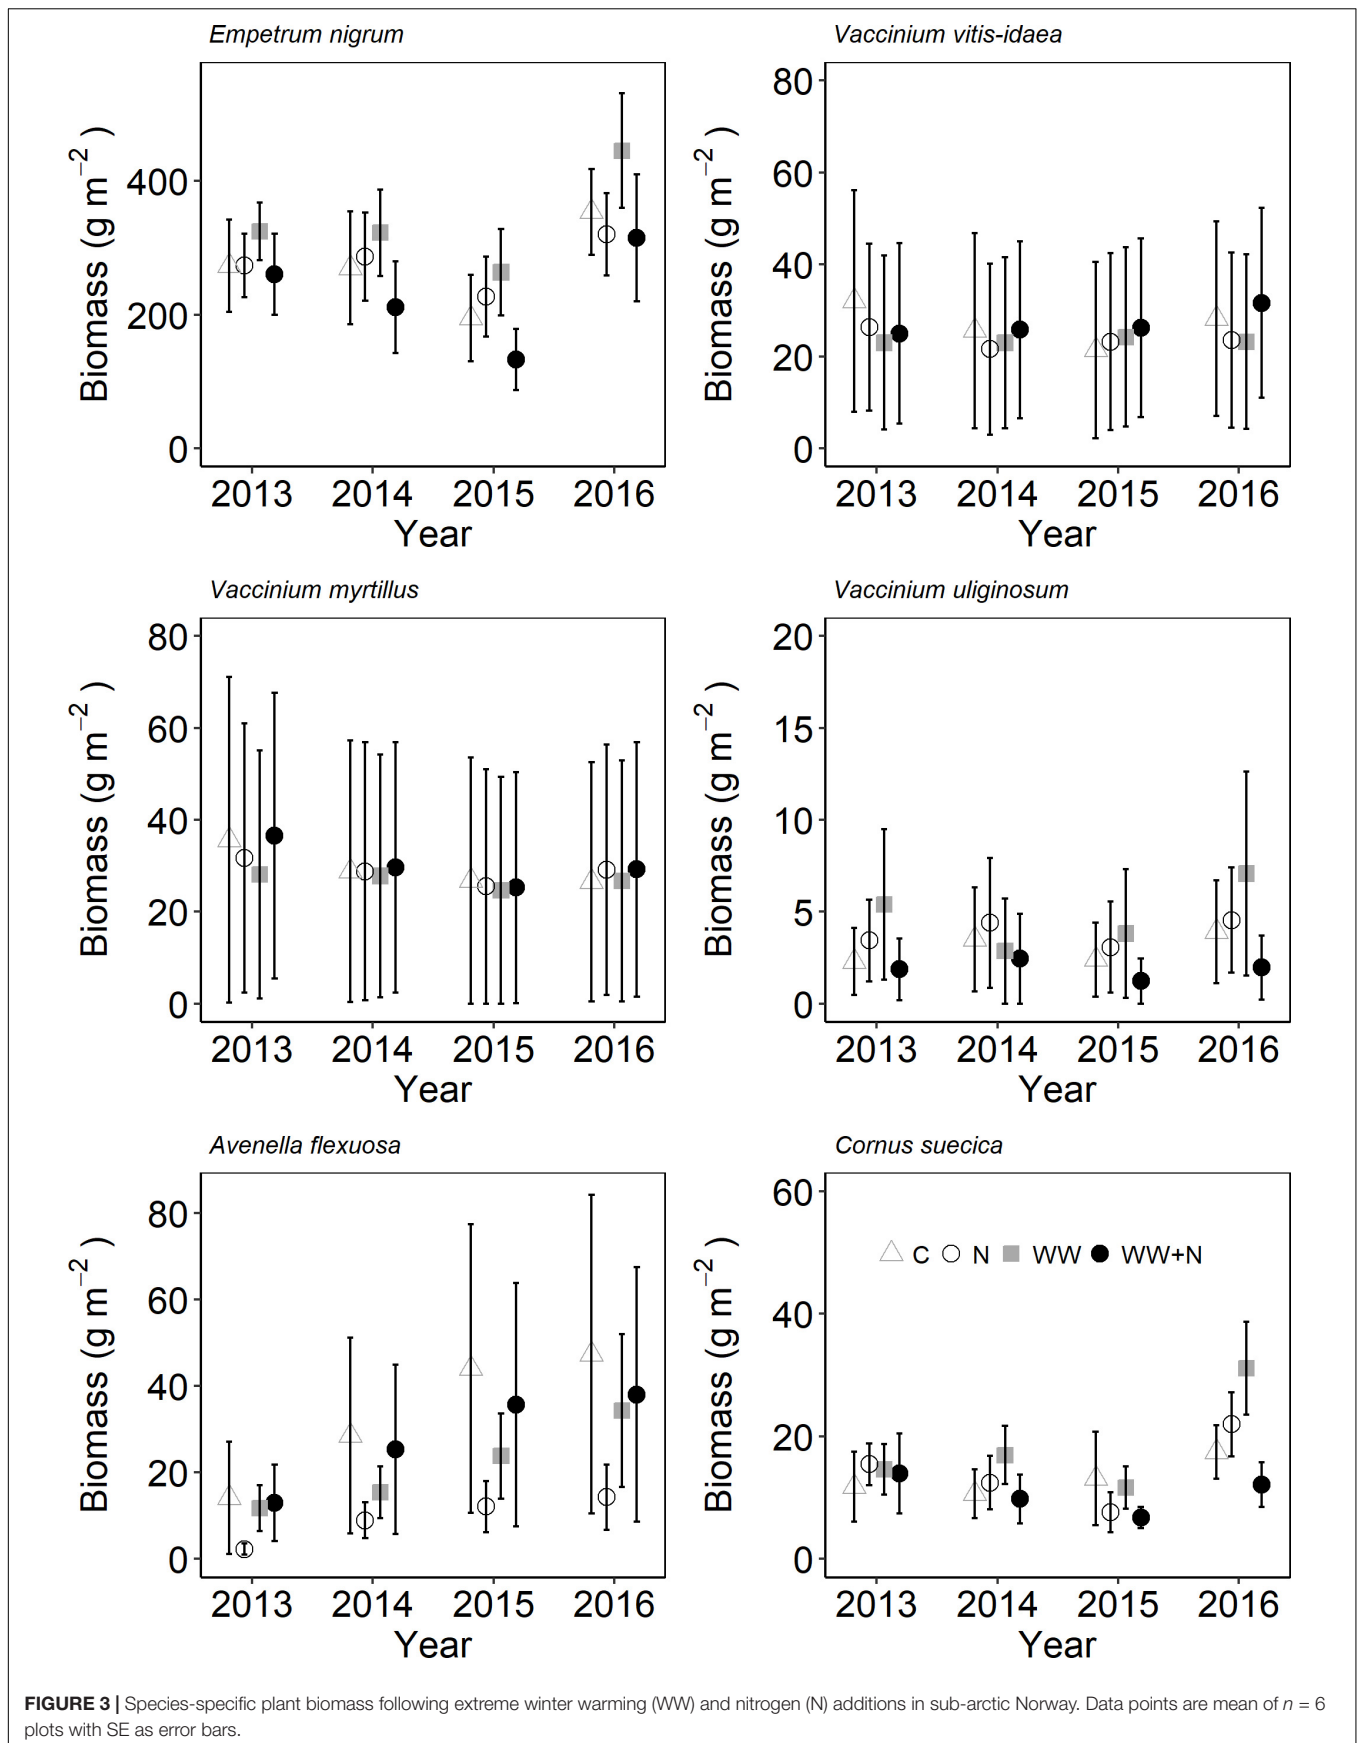 Empetrum nigrum
Biomass (g m−2 )
400
200
0
2013 2014 2015 2016
Year
Vaccinium vitis-idaea
Biomass (g m−2 )
80
60
40
20
0
2013 2014 2015 2016
Year
Vaccinium myrtillus
Biomass (g m−2 )
80
60
40
20
0
2013 2014 2015 2016
Year
Vaccinium uliginosum
Biomass (g m−2 )
20
15
10
5
0
2013 2014 2015 2016
Year
Avenella flexuosa
Biomass (g m−2 )
80
60
40
20
0
2013 2014 2015 2016
Year
Cornus suecica
Biomass (g m−2 )
60
40
20
0
C N WW WW+N
2013 2014 2015 2016
Year
FIGURE 3 | Species-specific plant biomass following extreme winter warming (WW) and nitrogen (N) additions in sub-arctic Norway. Data points are mean of n = 6
plots with SE as error bars.